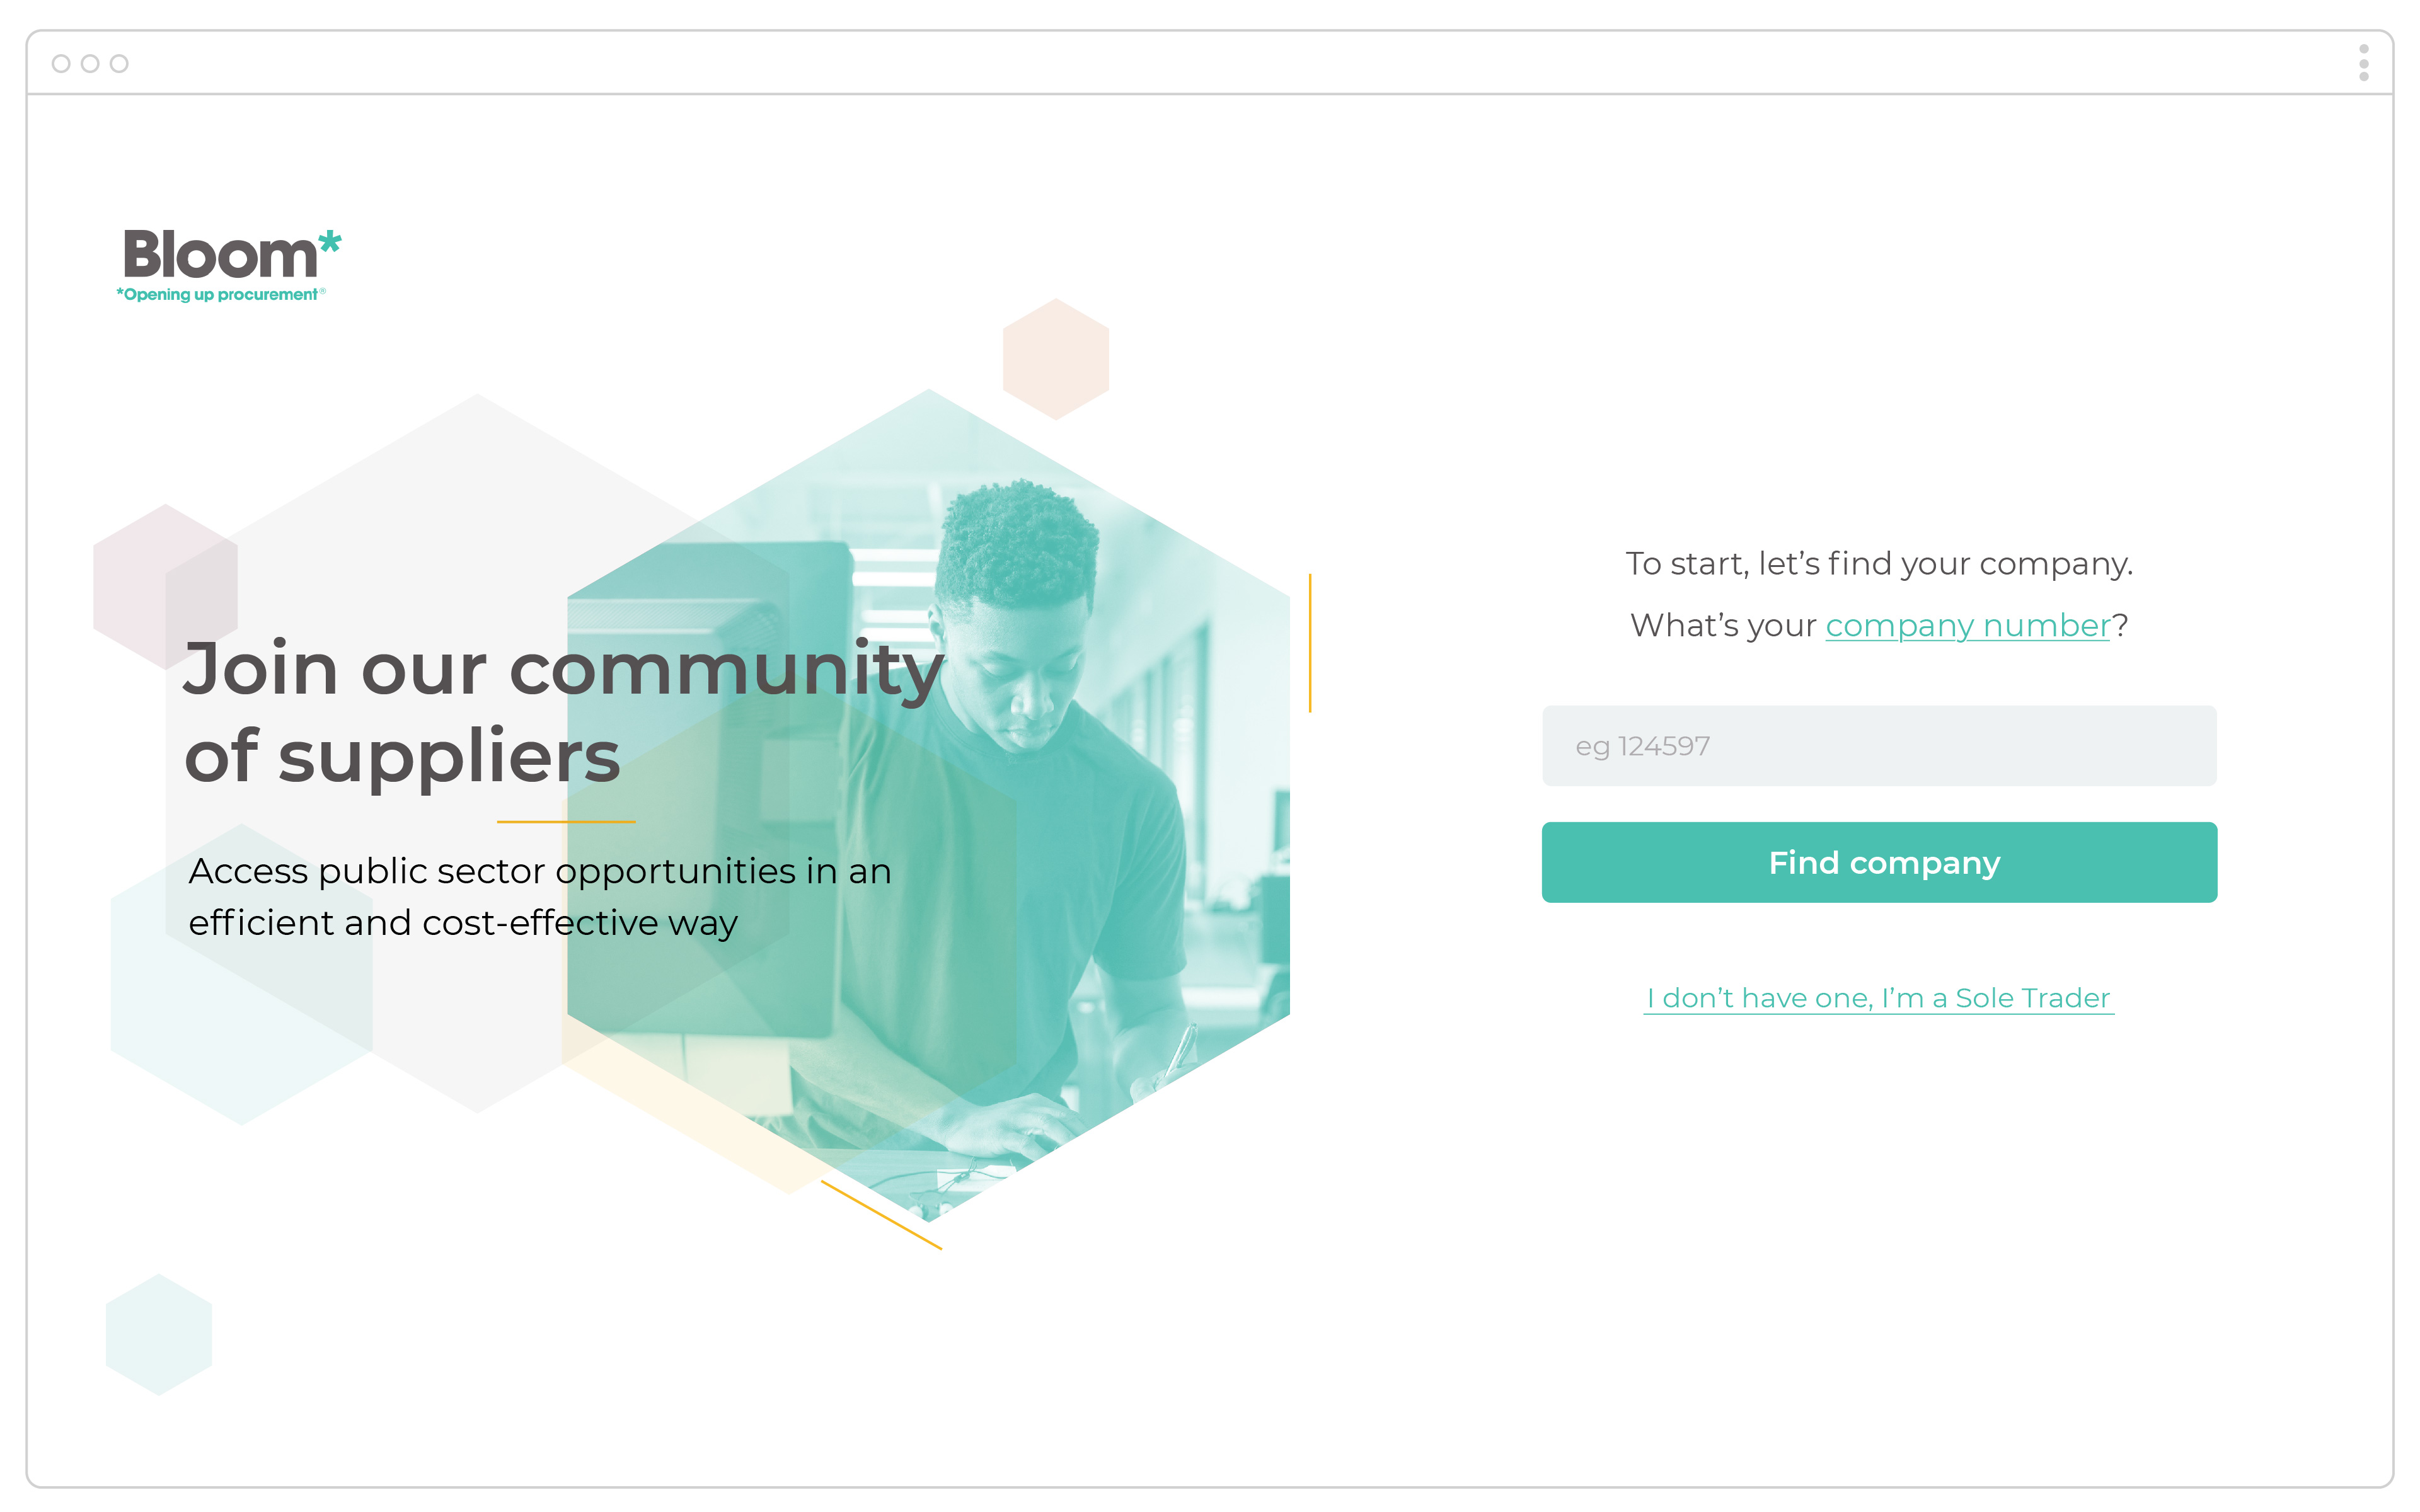 Bloom*
*Opening up procurement®
Join our community
of suppliers
Access public sector opportunities in an
efficient and cost-effective way
To start, let’s find your company.
What’s your company number?
eg 124597
Find company
I don’t have one, I’m a Sole Trader